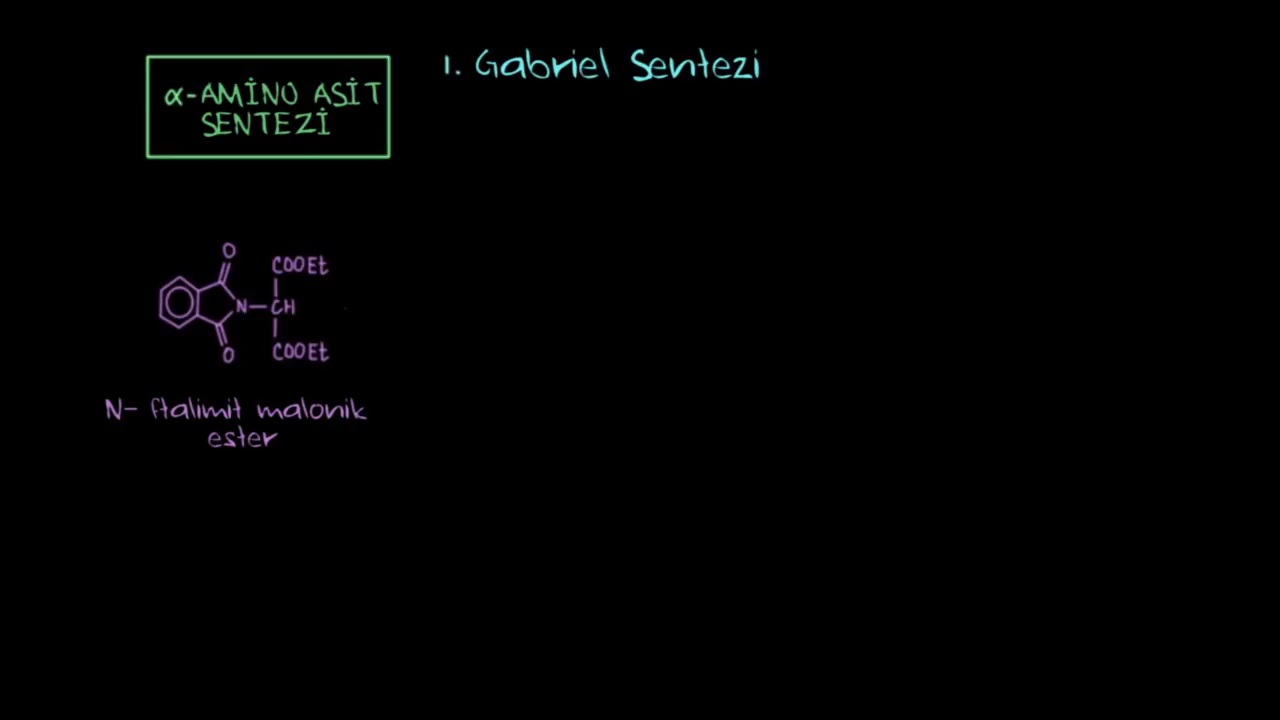 α-AMİNO ASİT
SENTEZİ
1. Gabriel Sentezi
O
COOEt
N-CH
COOEt
O
N- ftalimit malonik
ester